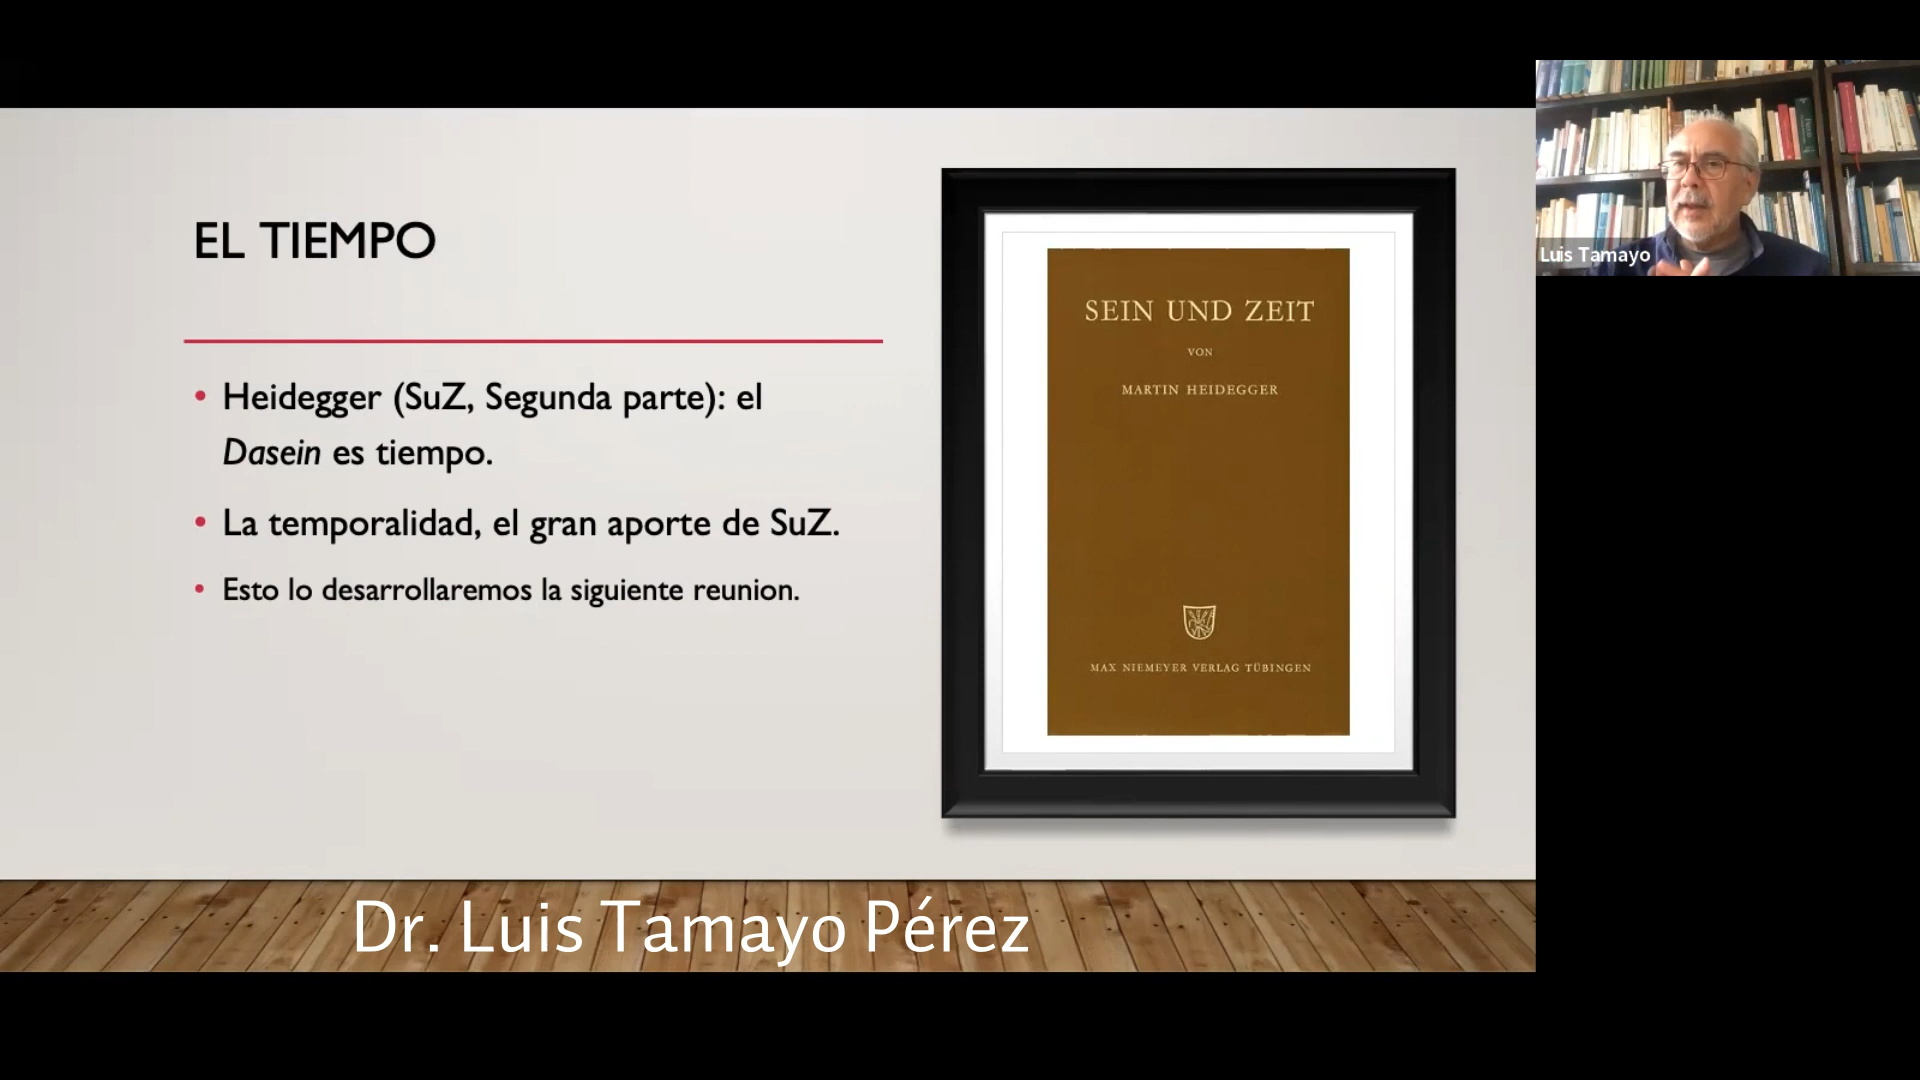 EL TIEMPO
• Heidegger (SuZ, Segunda parte): el
Dasein es tiempo.
• La temporalidad, el gran aporte de SuZ.
• Esto lo desarrollaremos la siguiente reunion.
SEIN UND ZEIT
VON
MARTIN HEIDEGGER
MAX NIEMEYER VERLAG TÜBINGEN
Luis Tamayo
Dr. Luis Tamayo Pérez